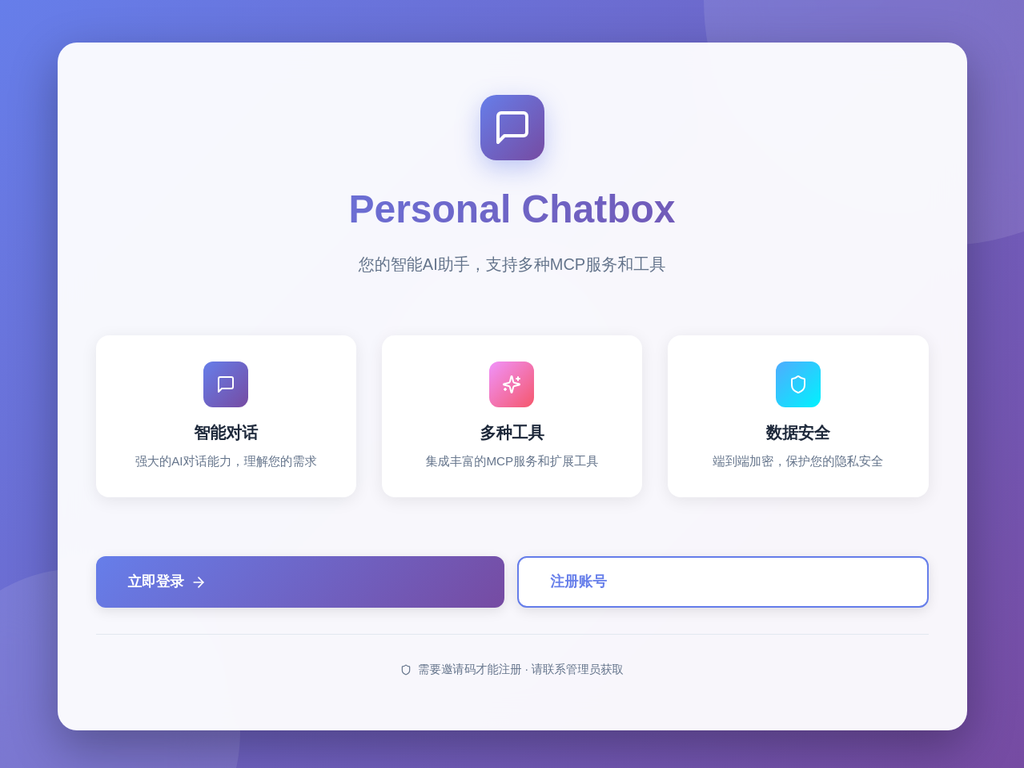 Personal Chatbox
您的智能AI助手，支持多种MCP服务和工具
智能对话
强大的AI对话能力，理解您的需求
多种工具
集成丰富的MCP服务和扩展工具
数据安全
端到端加密，保护您的隐私安全
立即登录 →
注册账号
需要邀请码才能注册 · 请联系管理员获取